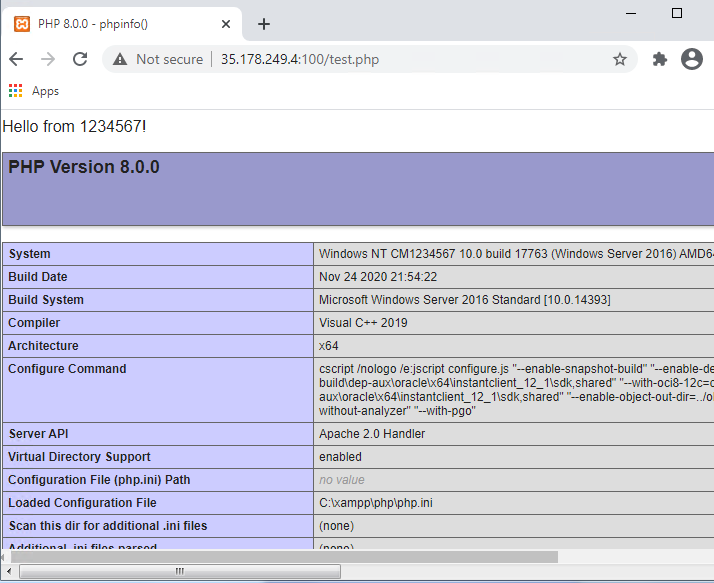 PHP 8.0.0 - phpinfo()
Not secure
35.178.249.4:100/test.php
Apps
Hello from 1234567!
PHP Version 8.0.0
System Windows NT CM1234567 10.0 build 17763 (Windows Server 2016) AMD64
Build Date Nov 24 2020 21:54:22
Build System Microsoft Windows Server 2016 Standard [10.0.14393]
Compiler Visual C++ 2019
Architecture x64
Configure Command cscript /nologo /e:jscript configure.js "--enable-snapshot-build" "--enable-de
build\dep-aux\oracle\x64\instantclient_12_1\sdk,shared" "--with-oci8-12c=c
aux\oracle\x64\instantclient_12_1\sdk,shared" "--enable-object-out-dir=../o
without-analyzer" "--with-pgo"
Server API Apache 2.0 Handler
Virtual Directory Support enabled
Configuration File (php.ini) Path no value
Loaded Configuration File C:\xampp\php\php.ini
Scan this dir for additional .ini files (none)
Additional .ini files parsed (none)